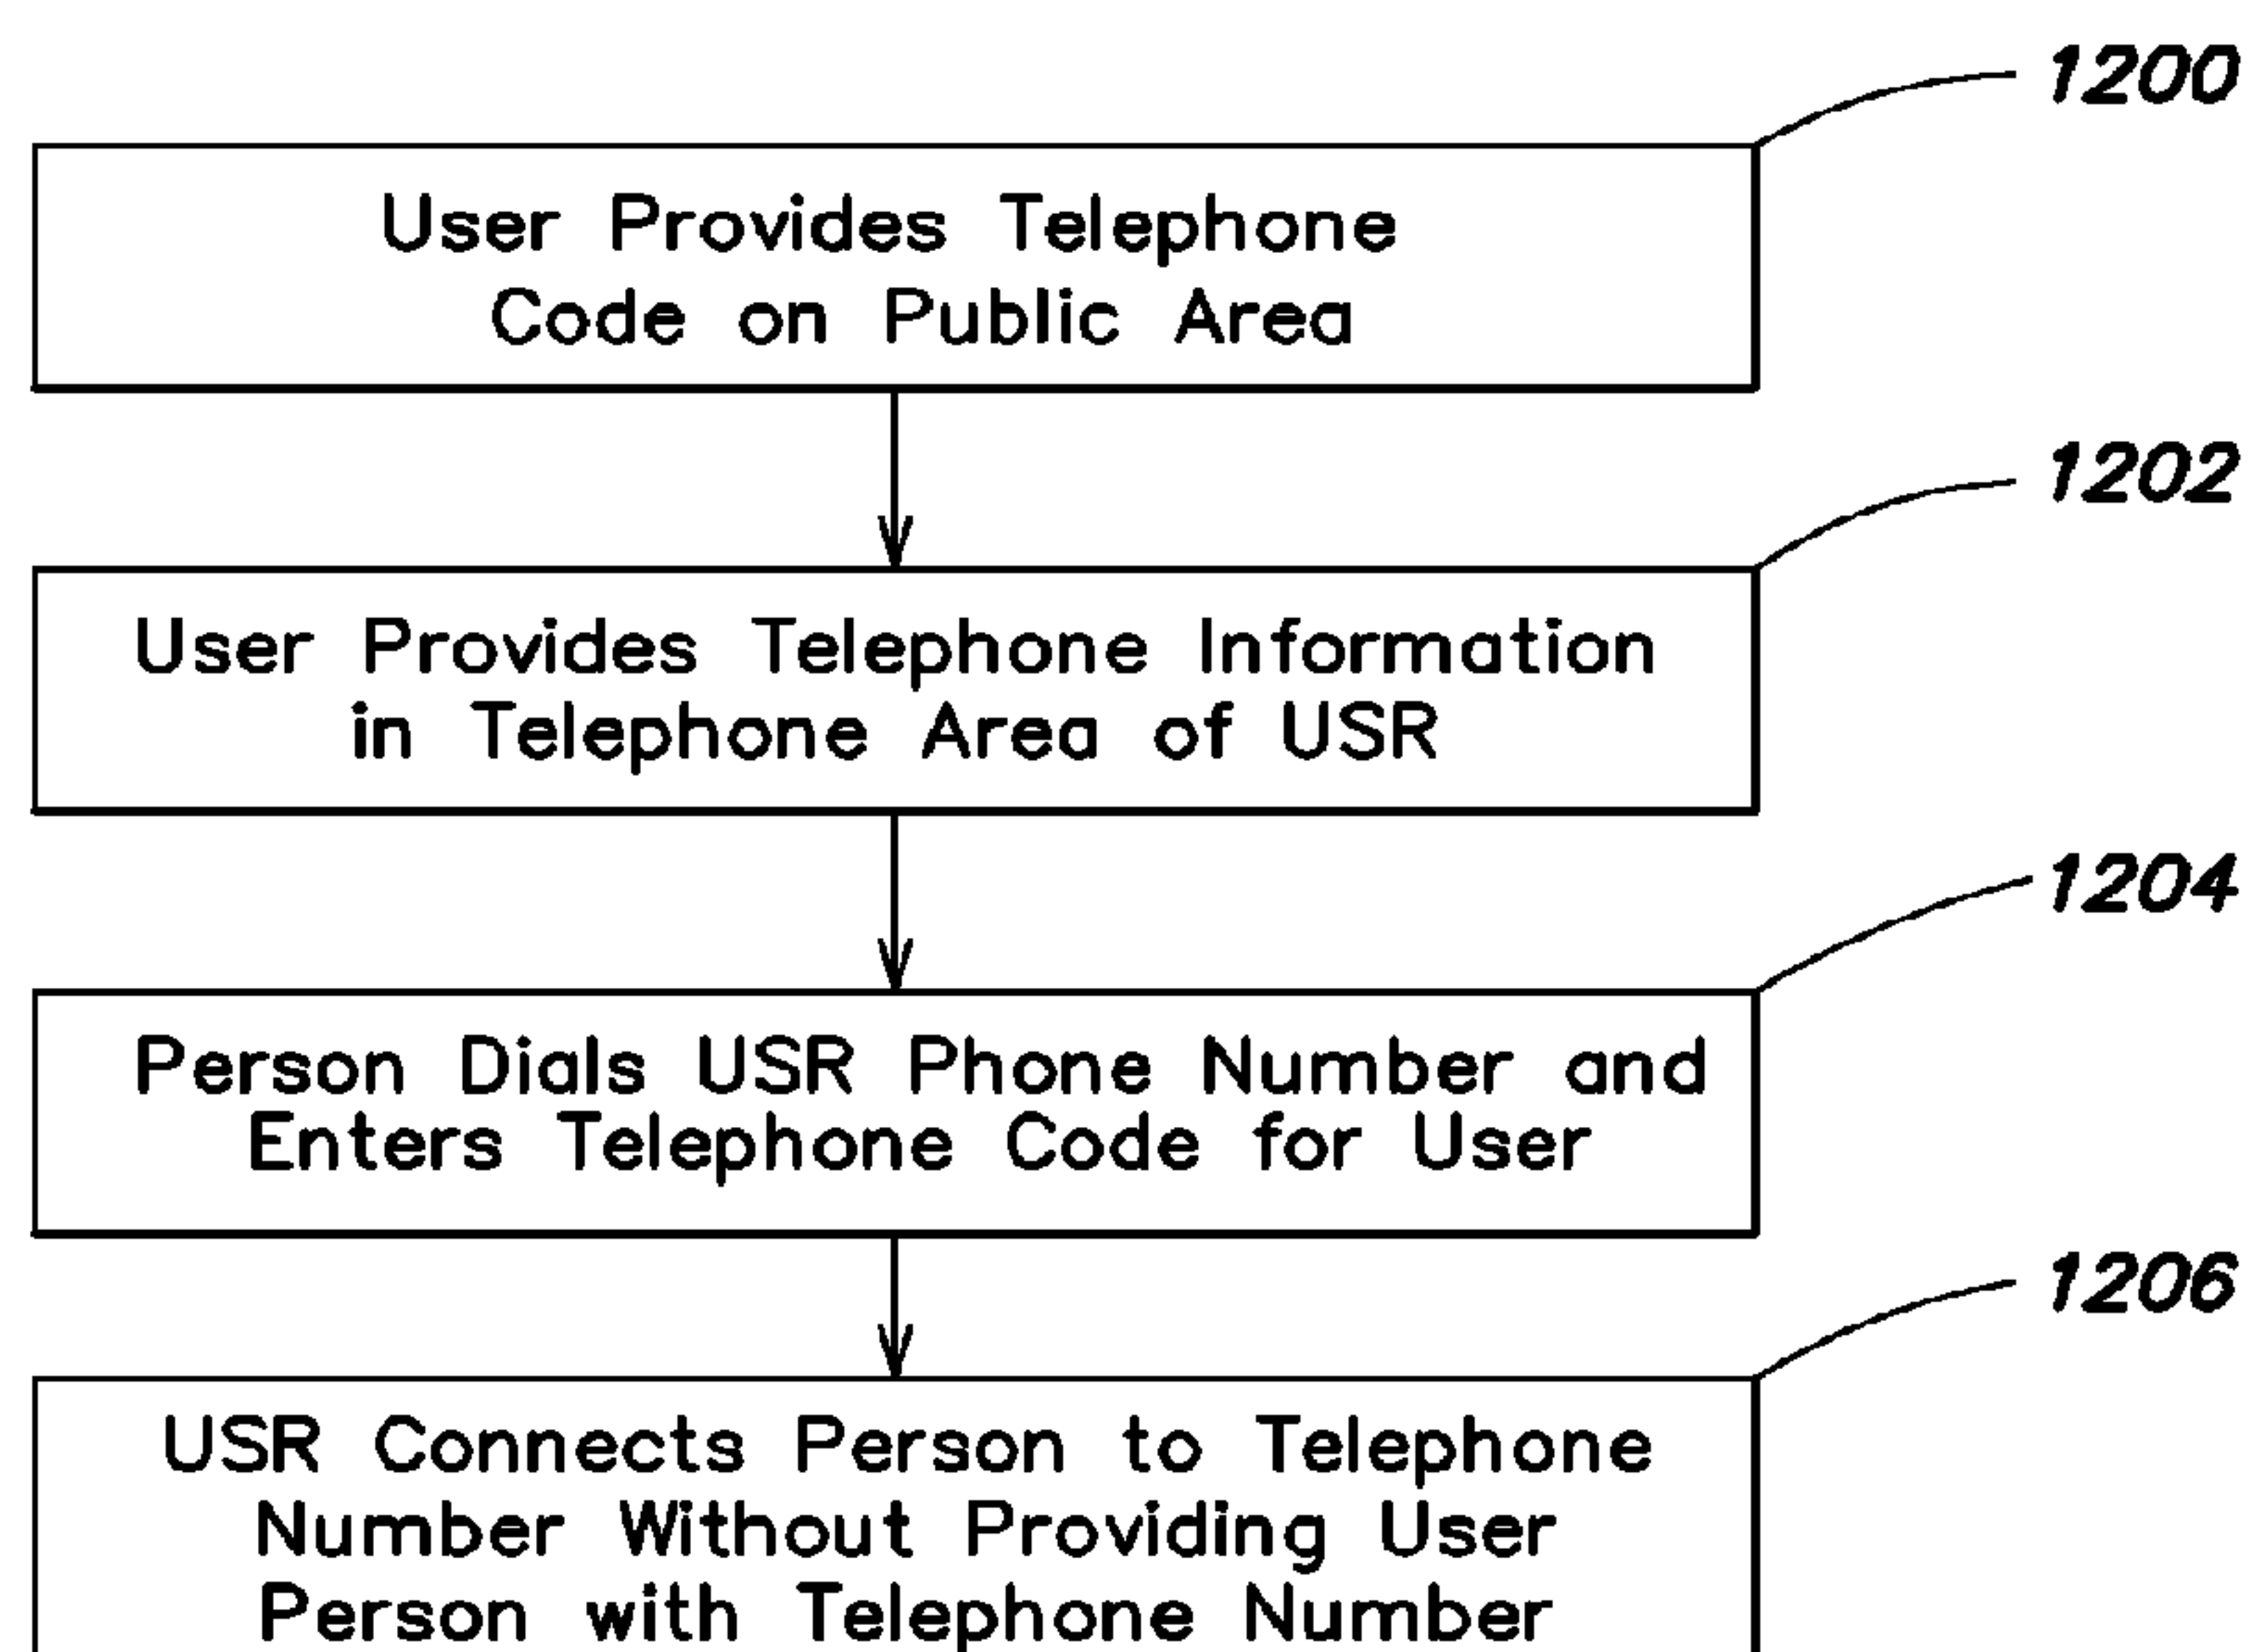 1200
User Provides Telephone
Code on Public Area
1202
User Provides Telephone Information
in Telephone Area of USR
1204
Person Dials USR Phone Number and
Enters Telephone Code for User
1206
USR Connects Person to Telephone
Number Without Providing User
Person with Telephone Number